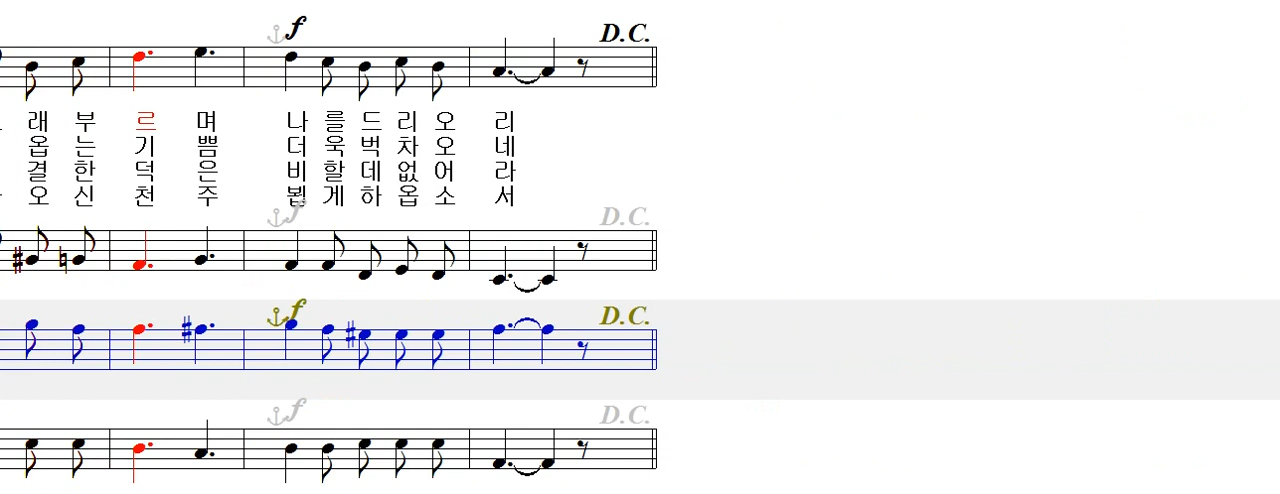 f D.C.
래 부 르 며 나 를 드 리 오 리
옵 는 기 쁨 더 욱 벅 차 오 네
결 한 덕 은 비 할 데 없 어 라
오 신 천 주 뵙 게 하 옵 소 서
f D.C.
f D.C.
f D.C.